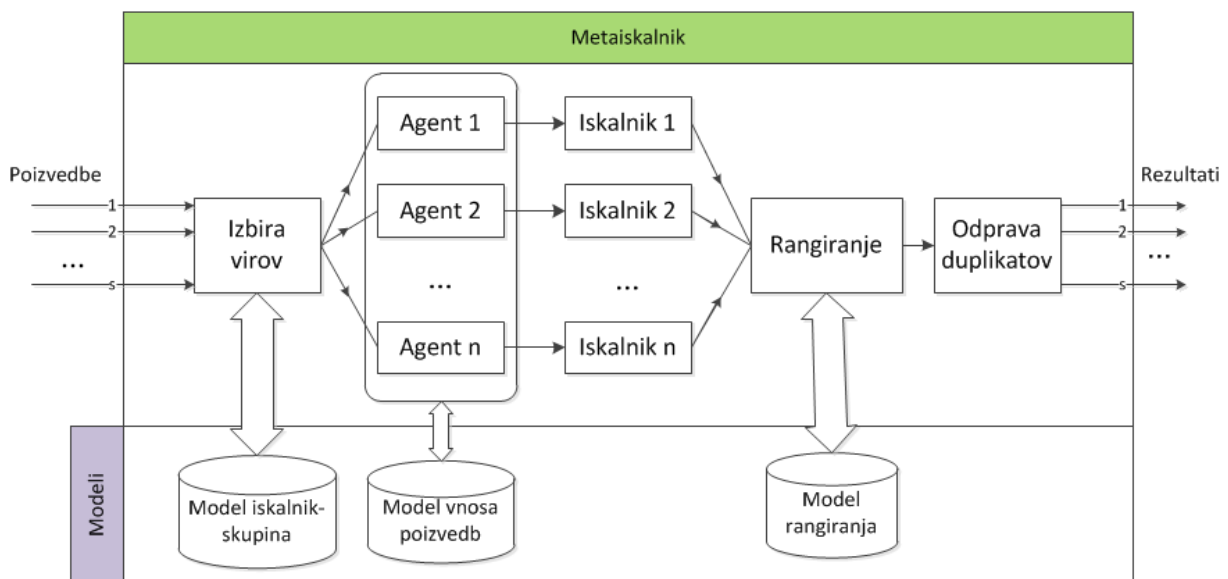 Metaiskalnik
Poizvedbe
1
2
...
s
Izbira
virov
Agent 1
Agent 2
...
Agent n
Iskalnik 1
Iskalnik 2
...
Iskalnik n
Rangiranje
Odprava
duplikatov
Rezultati
1
2
...
s
Modeli
Model iskalnik-
skupina
Model vnosa
poizvedb
Model
rangiranja